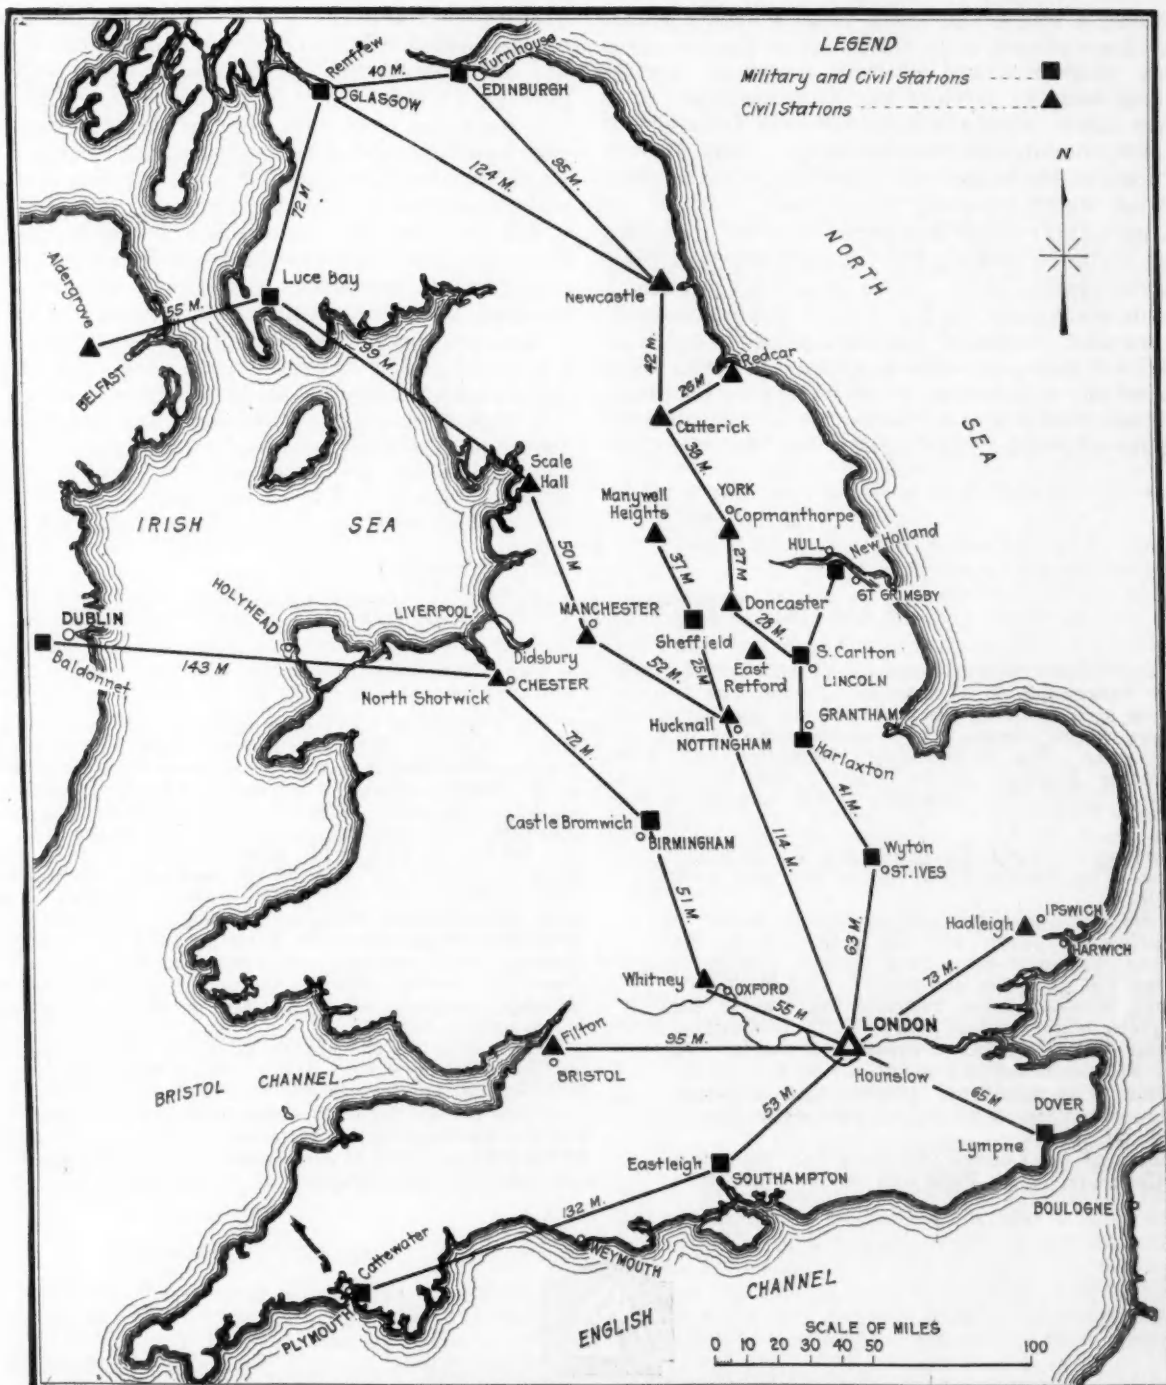 LEGEND
Military and Civil Stations
Civil Stations
N
Renfrew
40 M.
Turnhouse
GLASGOW
EDINBURGH
124 M.
95 M.
72 M
NORTH
SEA
Aldergrove
Luce Bay
55 M.
BELFAST
99 M.
Newcastle
42 M.
Redcar
26 M
Catterick
38 M.
Scale
Hall
Manywell
Heights
YORK
Copmanthorpe
IRISH SEA
HULL
New Holland
GT GRIMSBY
50 M
37 M
27 M
HOLYHEAD
LIVERPOOL
MANCHESTER
Doncaster
28 M.
DUBLIN
Baldonnet
143 M
Didsbury
Sheffield
25 M
East
Retford
S. Carlton
LINCOLN
52 M.
North Shotwick
CHESTER
Hucknall
NOTTINGHAM
GRANTHAM
Harlaxton
72 M.
41 M.
Castle Bromwich
BIRMINGHAM
114 M.
Wyton
ST. IVES
51 M.
63 M.
Hadleigh
IPSWICH
HARWICH
73 M.
Whitney
OXFORD
55 M
LONDON
Filton
95 M.
BRISTOL
Hounslow
BRISTOL CHANNEL
53 M.
65 M
DOVER
Lympne
Eastleigh
SOUTHAMPTON
132 M.
BOULOGNE
Cattewater
WEYMOUTH
PLYMOUTH
ENGLISH CHANNEL
SCALE OF MILES
0 10 20 30 40 50 100